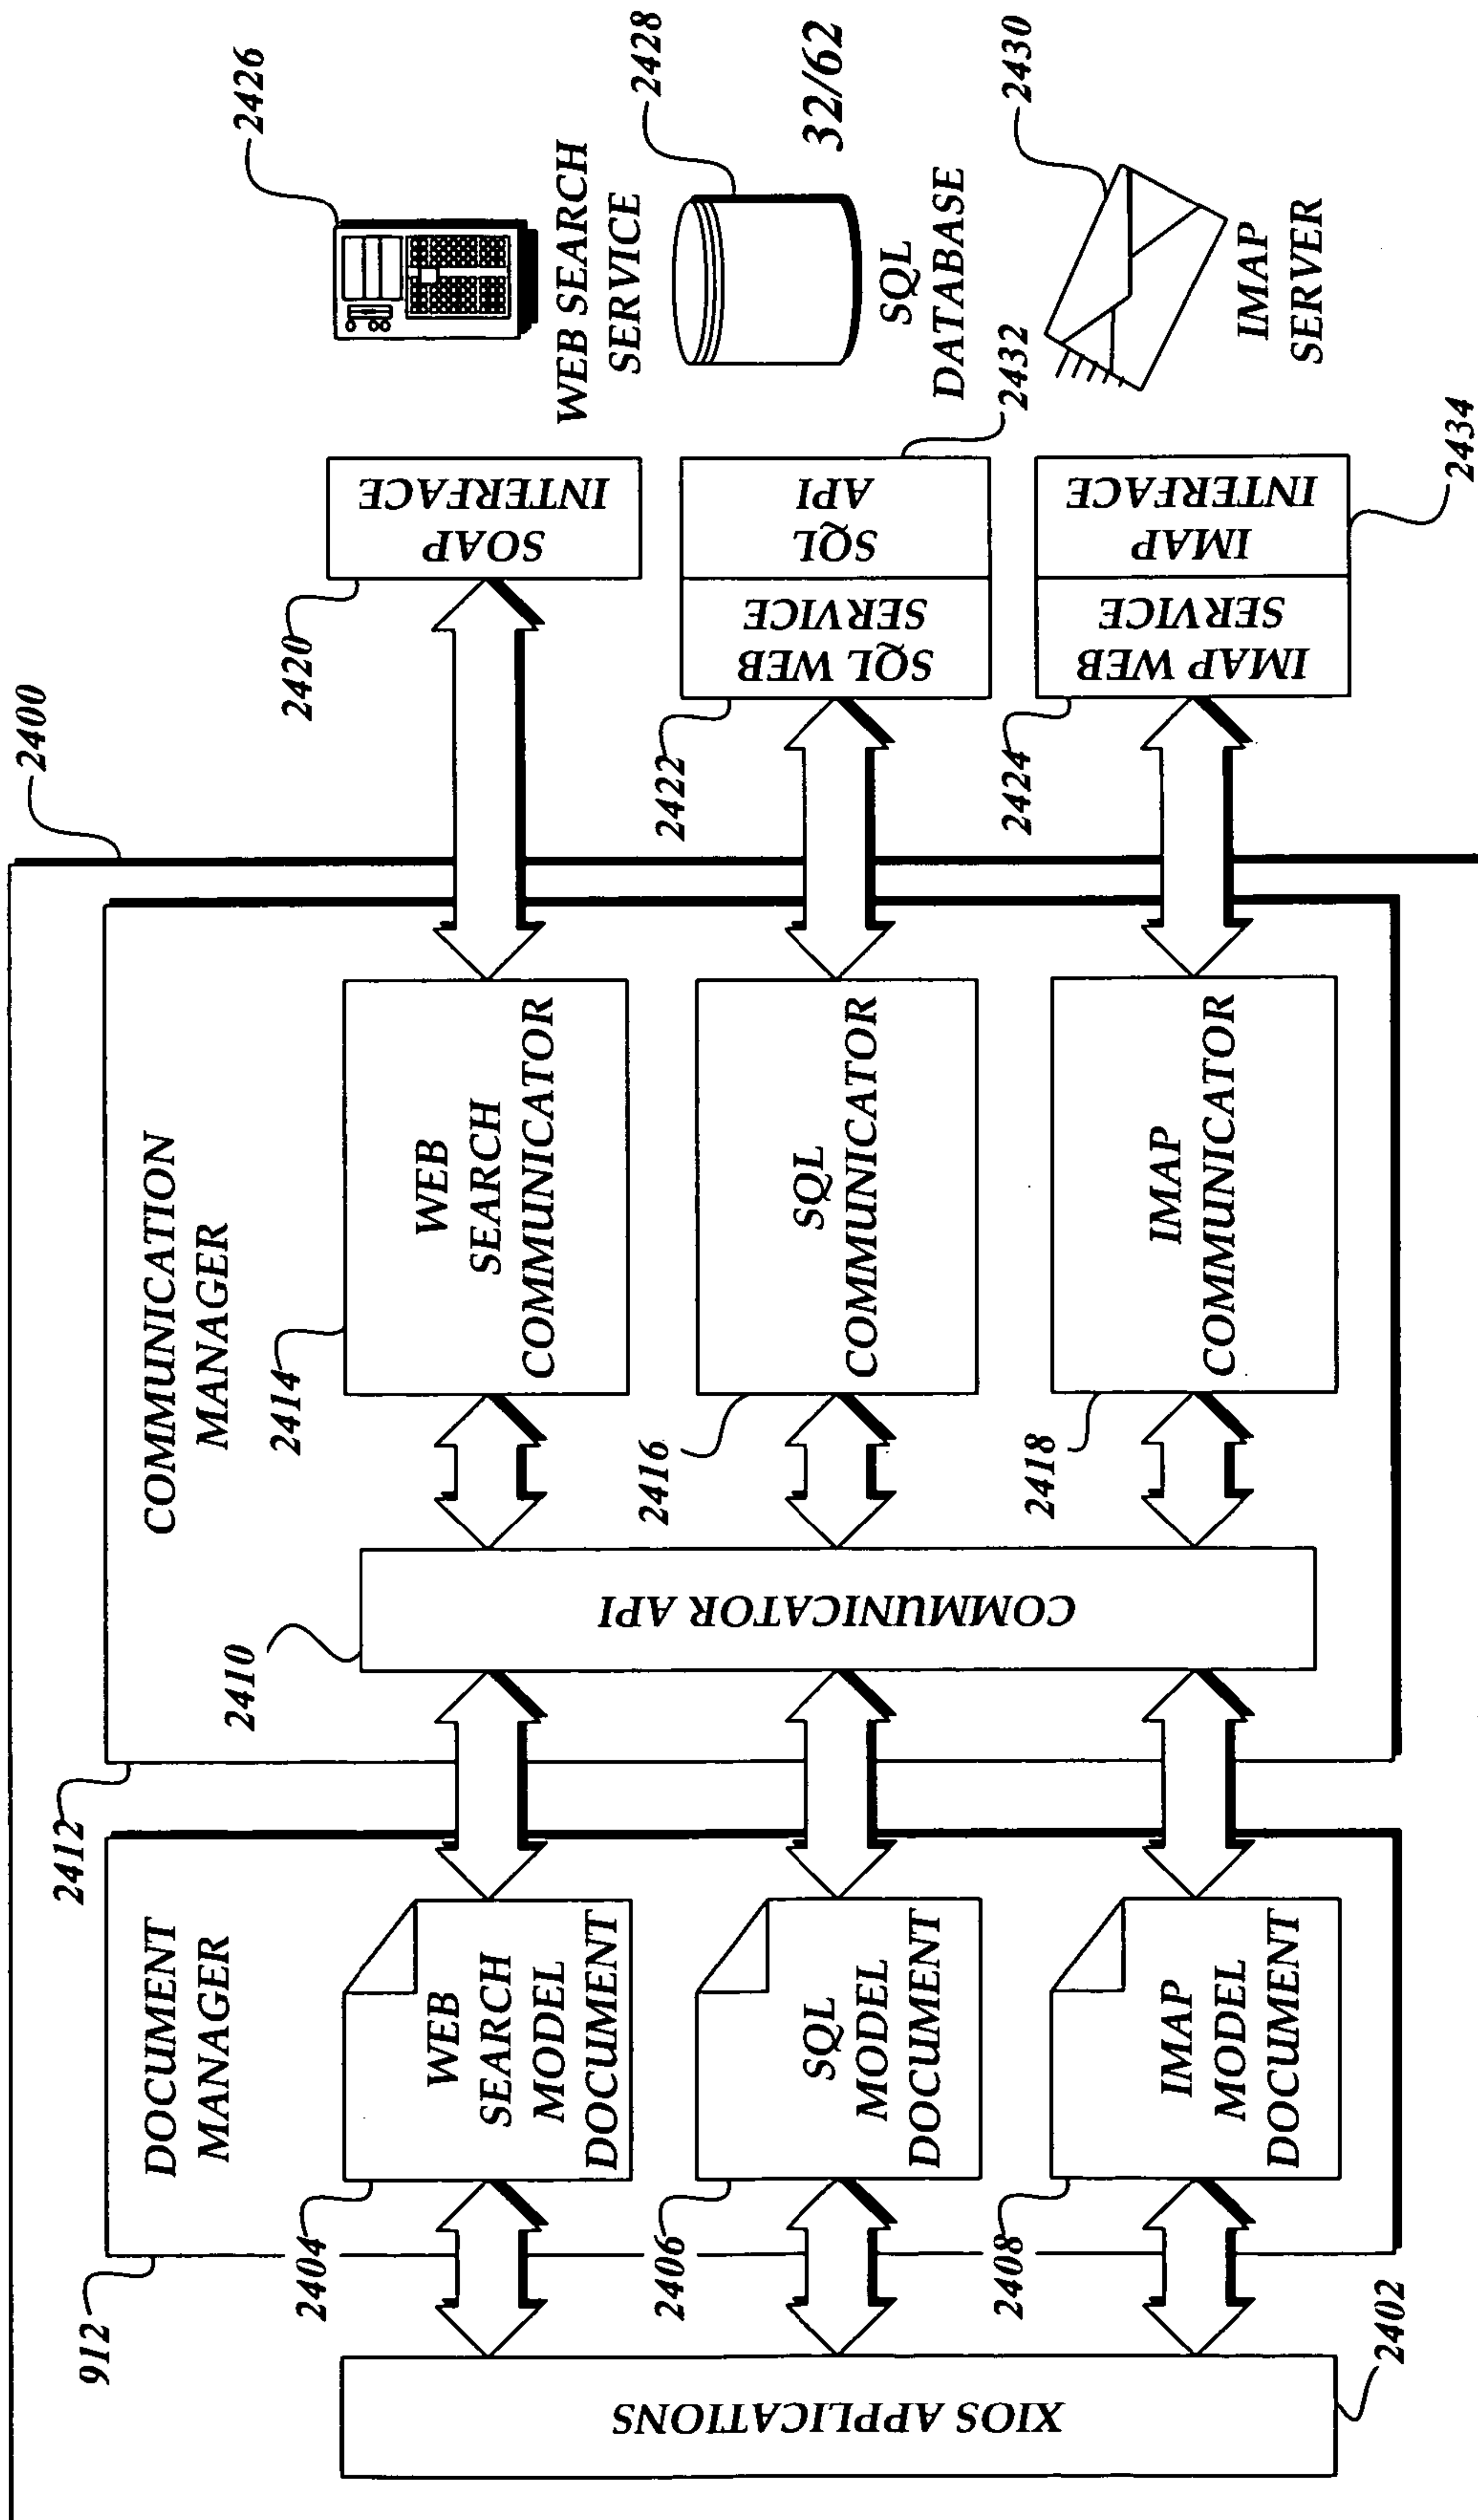 32/62
2400
912
DOCUMENT
MANAGER
2412
COMMUNICATION
MANAGER
2402
XIOS APPLICATIONS
2404
WEB
SEARCH
MODEL
DOCUMENT
2406
SQL
MODEL
DOCUMENT
2408
IMAP
MODEL
DOCUMENT
2410
COMMUNICATOR API
2414
WEB
SEARCH
COMMUNICATOR
2416
SQL
COMMUNICATOR
2418
IMAP
COMMUNICATOR
2420
SOAP
INTERFACE
2422
SQL WEB
SERVICE
SQL
API
2432
2424
IMAP WEB
SERVICE
IMAP
INTERFACE
2434
2426
WEB SEARCH
SERVICE
2428
SQL
DATABASE
2430
IMAP
SERVER